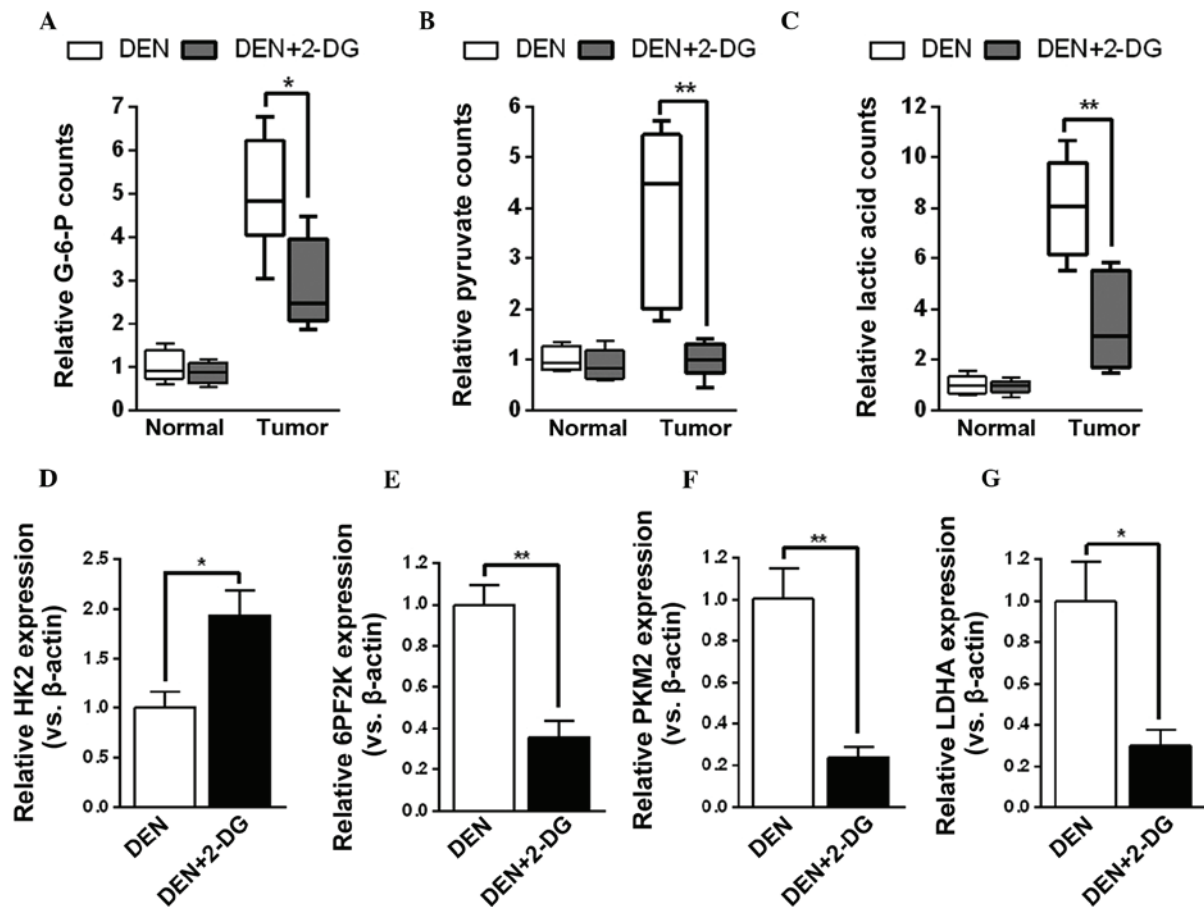 A
DEN DEN+2-DG
*
Relative G-6-P counts
7
6
5
4
3
2
1
0
Normal Tumor
B
DEN DEN+2-DG
**
Relative pyruvate counts
6
5
4
3
2
1
0
Normal Tumor
C
DEN DEN+2-DG
**
Relative lactic acid counts
12
10
8
6
4
2
0
Normal Tumor
D
Relative HK2 expression
(vs. β-actin)
*
2.5
2.0
1.5
1.0
0.5
0.0
DEN
DEN+2-DG
E
Relative 6PF2K expression
(vs. β-actin)
**
1.2
1.0
0.8
0.6
0.4
0.2
0.0
DEN
DEN+2-DG
F
Relative PKM2 expression
(vs. β-actin)
**
1.2
1.0
0.8
0.6
0.4
0.2
0.0
DEN
DEN+2-DG
G
Relative LDHA expression
(vs. β-actin)
*
1.2
1.0
0.8
0.6
0.4
0.2
0.0
DEN
DEN+2-DG